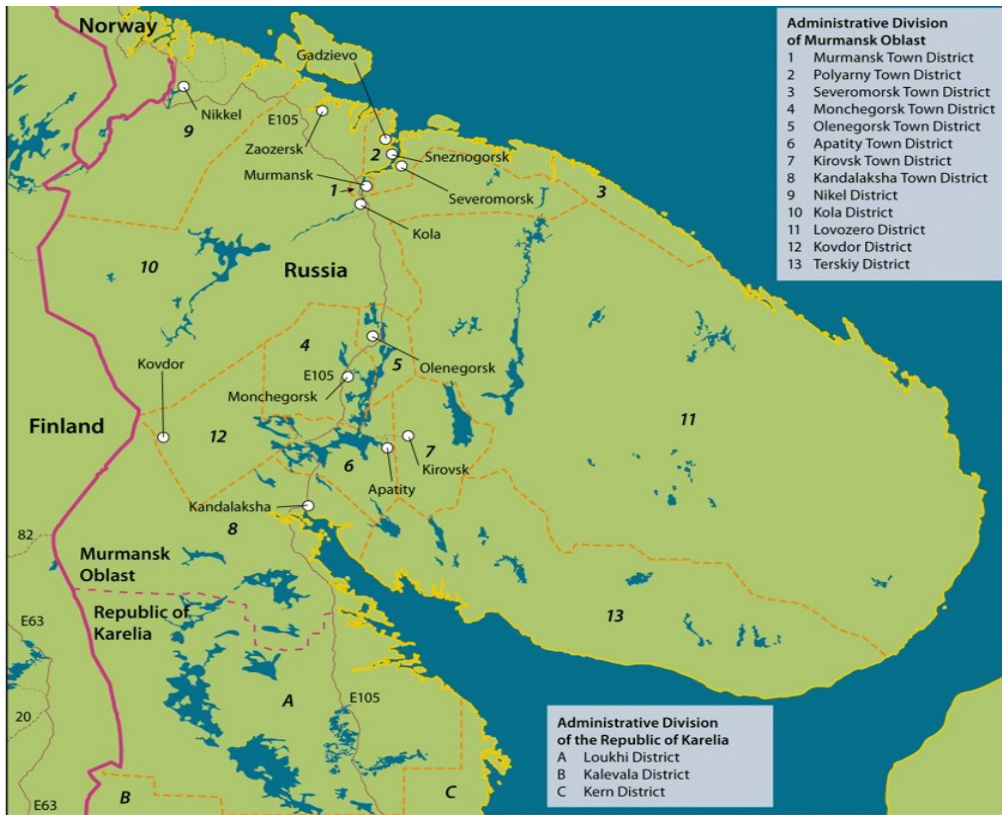 Norway
Gadzievo
Administrative Division
of Murmansk Oblast
1 Murmansk Town District
2 Polyarny Town District
3 Severomorsk Town District
4 Monchegorsk Town District
5 Olenegorsk Town District
6 Apatity Town District
7 Kirovsk Town District
8 Kandalaksha Town District
9 Nikel District
10 Kola District
11 Lovozero District
12 Kovdor District
13 Terskiy District
Nikkel
9
E105
Zaozersk
2
Sneznogorsk
Murmansk
1
Severomorsk
3
Kola
10
Russia
4
Kovdor
E105
5
Olenegorsk
Monchegorsk
Finland
12
11
6
7
Kirovsk
Apatity
Kandalaksha
8
82
Murmansk
Oblast
Republic of
Karelia
E63
13
A
E105
20
Administrative Division
of the Republic of Karelia
A Loukhi District
B Kalevala District
C Kern District
E63
B
C